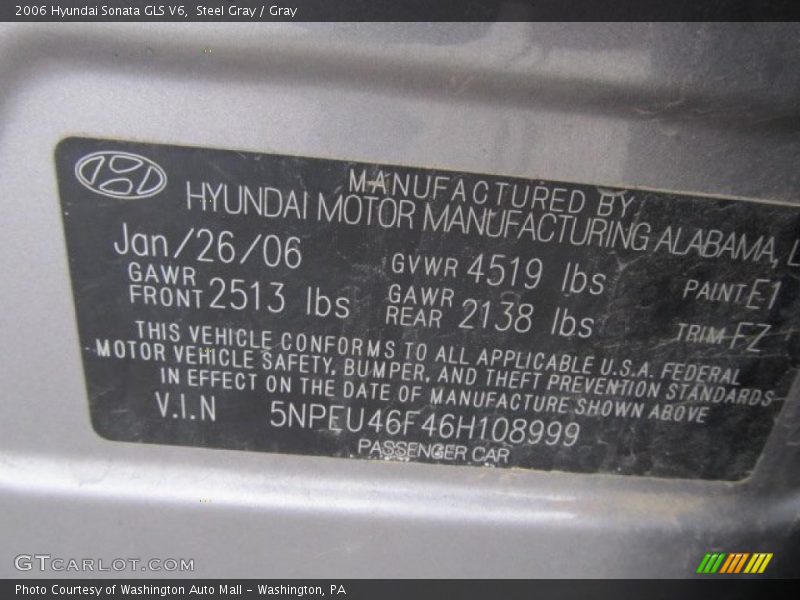 2006 Hyundai Sonata GLS V6,  Steel Gray / Gray
MANUFACTURED BY
HYUNDAI MOTOR MANUFACTURING ALABAMA, L
Jan/26/06 GVWR 4519 lbs PAINT E1
GAWR FRONT 2513 lbs GAWR REAR 2138 lbs TRIM FZ
THIS VEHICLE CONFORMS TO ALL APPLICABLE U.S.A. FEDERAL
MOTOR VEHICLE SAFETY, BUMPER, AND THEFT PREVENTION STANDARDS
IN EFFECT ON THE DATE OF MANUFACTURE SHOWN ABOVE
V.I.N 5NPEU46F46H108999
PASSENGER CAR
GTCARLOT.COM
Photo Courtesy of Washington Auto Mall - Washington, PA